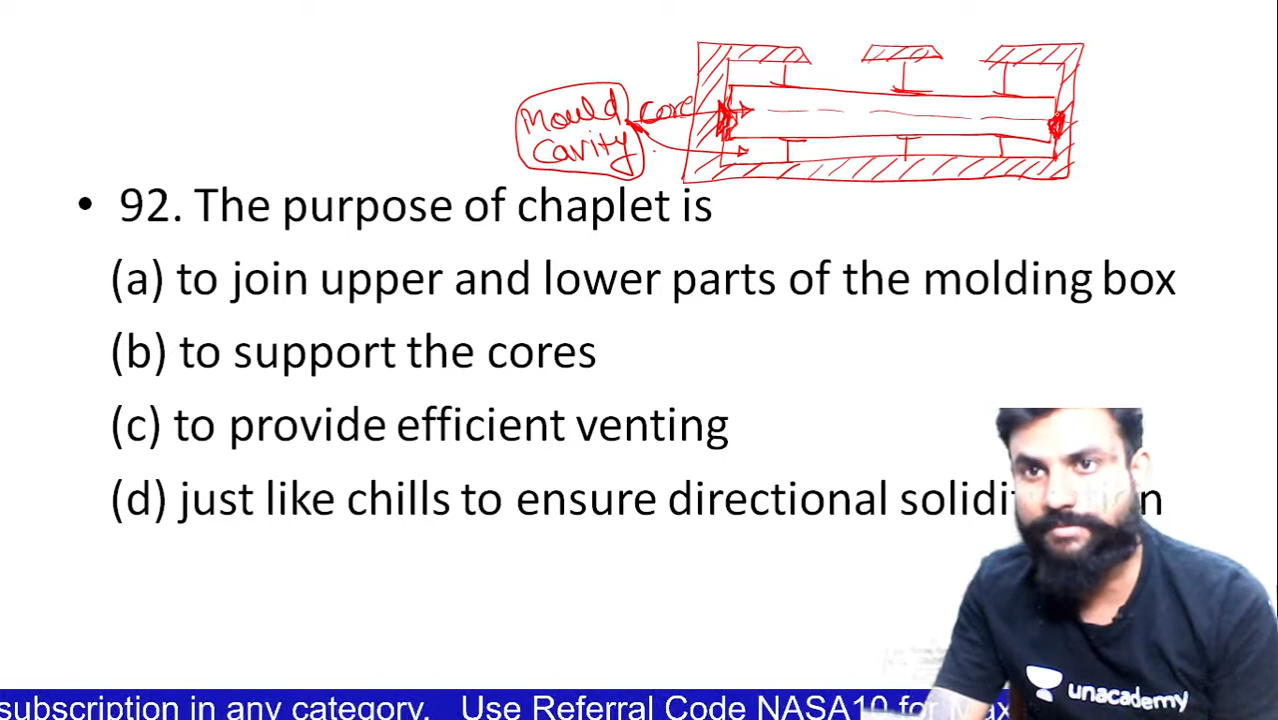 core
Mould
Cavity
• 92. The purpose of chaplet is
(a) to join upper and lower parts of the molding box
(b) to support the cores
(c) to provide efficient venting
(d) just like chills to ensure directional
unacademy
subscription in any category. Use Referral Code NASA10 for